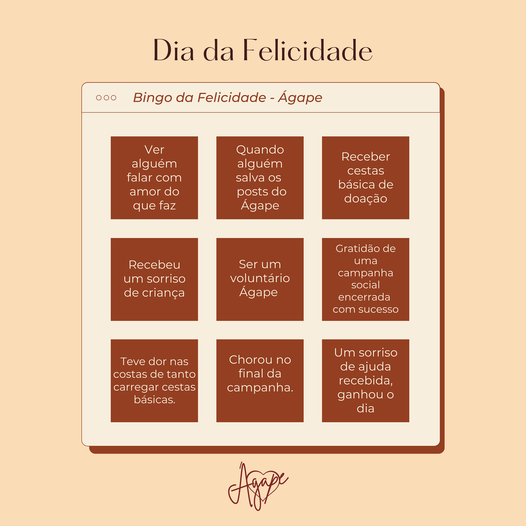 Dia da Felicidade
Bingo da Felicidade - Ágape
Ver
alguém
falar com
amor do
que faz
Quando
alguém
salva os
posts do
Ágape
Receber
cestas
básica de
doação
Recebeu
um sorriso
de criança
Ser um
voluntário
Ágape
Gratidão de
uma
campanha
social
encerrada
com sucesso
Teve dor nas
costas de tanto
carregar cestas
básicas.
Chorou no
final da
campanha.
Um sorriso
de ajuda
recebida,
ganhou o
dia
Ágape